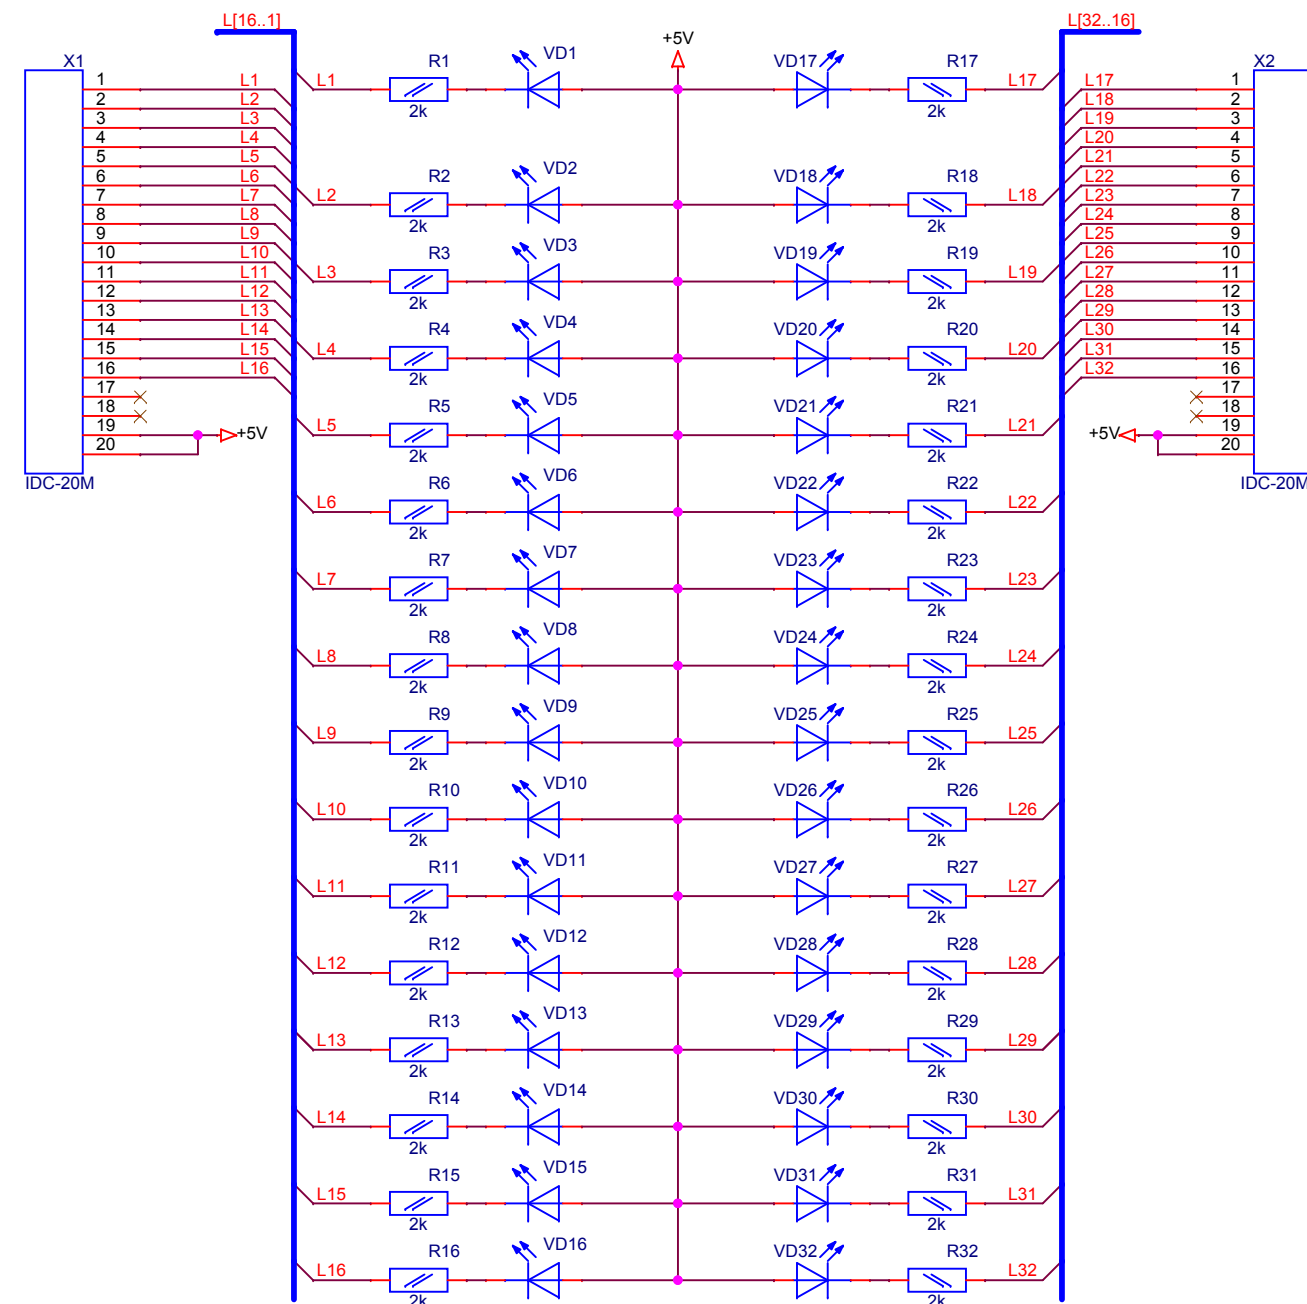 L[16..1]
L[32..16]
+5V
X1
1 L1
2 L2
3 L3
4 L4
5 L5
6 L6
7 L7
8 L8
9 L9
10 L10
11 L11
12 L12
13 L13
14 L14
15 L15
16 L16
17
18
19 +5V
20
IDC-20M
L1 R1 2k VD1
L2 R2 2k VD2
L3 R3 2k VD3
L4 R4 2k VD4
L5 R5 2k VD5
L6 R6 2k VD6
L7 R7 2k VD7
L8 R8 2k VD8
L9 R9 2k VD9
L10 R10 2k VD10
L11 R11 2k VD11
L12 R12 2k VD12
L13 R13 2k VD13
L14 R14 2k VD14
L15 R15 2k VD15
L16 R16 2k VD16
VD17 R17 2k L17
VD18 R18 2k L18
VD19 R19 2k L19
VD20 R20 2k L20
VD21 R21 2k L21
VD22 R22 2k L22
VD23 R23 2k L23
VD24 R24 2k L24
VD25 R25 2k L25
VD26 R26 2k L26
VD27 R27 2k L27
VD28 R28 2k L28
VD29 R29 2k L29
VD30 R30 2k L30
VD31 R31 2k L31
VD32 R32 2k L32
X2
L17 1
L18 2
L19 3
L20 4
L21 5
L22 6
L23 7
L24 8
L25 9
L26 10
L27 11
L28 12
L29 13
L30 14
L31 15
L32 16
17
18
+5V 19
20
IDC-20M